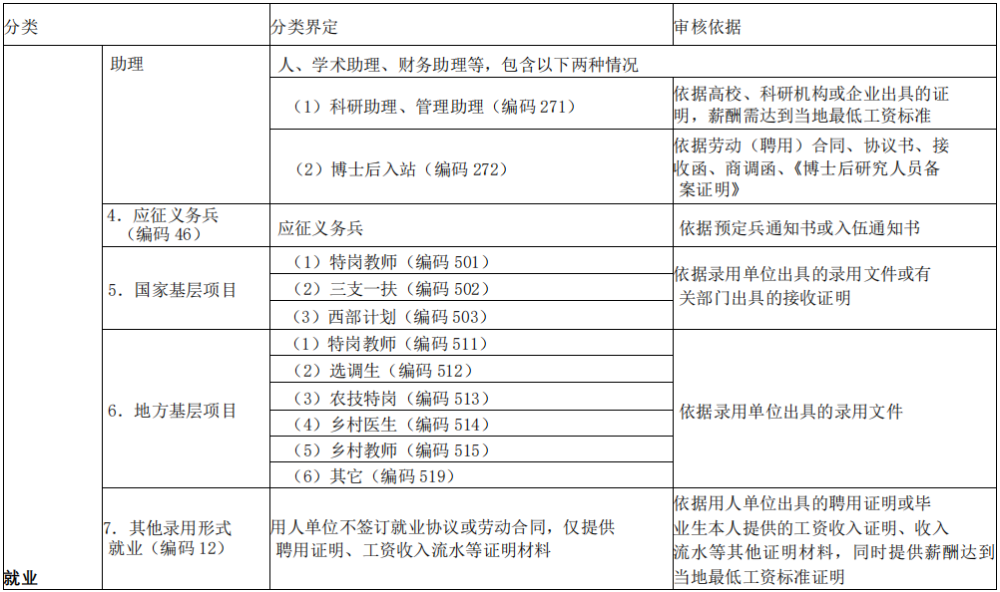 分类 分类界定 审核依据
助理 人、学术助理、财务助理等，包含以下两种情况
（1）科研助理、管理助理（编码 271） 依据高校、科研机构或企业出具的证
明，薪酬需达到当地最低工资标准
（2）博士后入站（编码 272） 依据劳动（聘用）合同、协议书、接
收函、商调函、《博士后研究人员备
案证明》
4．应征义务兵
（编码 46）
应征义务兵 依据预定兵通知书或入伍通知书
5．国家基层项目
（1）特岗教师（编码 501）
（2）三支一扶（编码 502）
（3）西部计划（编码 503）
依据录用单位出具的录用文件或有
关部门出具的接收证明
6．地方基层项目
（1）特岗教师（编码 511）
（2）选调生（编码 512）
（3）农技特岗（编码 513）
（4）乡村医生（编码 514）
（5）乡村教师（编码 515）
（6）其它（编码 519）
依据录用单位出具的录用文件
就业
7．其他录用形式
就业（编码 12）
用人单位不签订就业协议或劳动合同，仅提供
聘用证明、工资收入流水等证明材料
依据用人单位出具的聘用证明或毕
业生本人提供的工资收入证明、收入
流水等其他证明材料，同时提供薪酬达到
当地最低工资标准证明